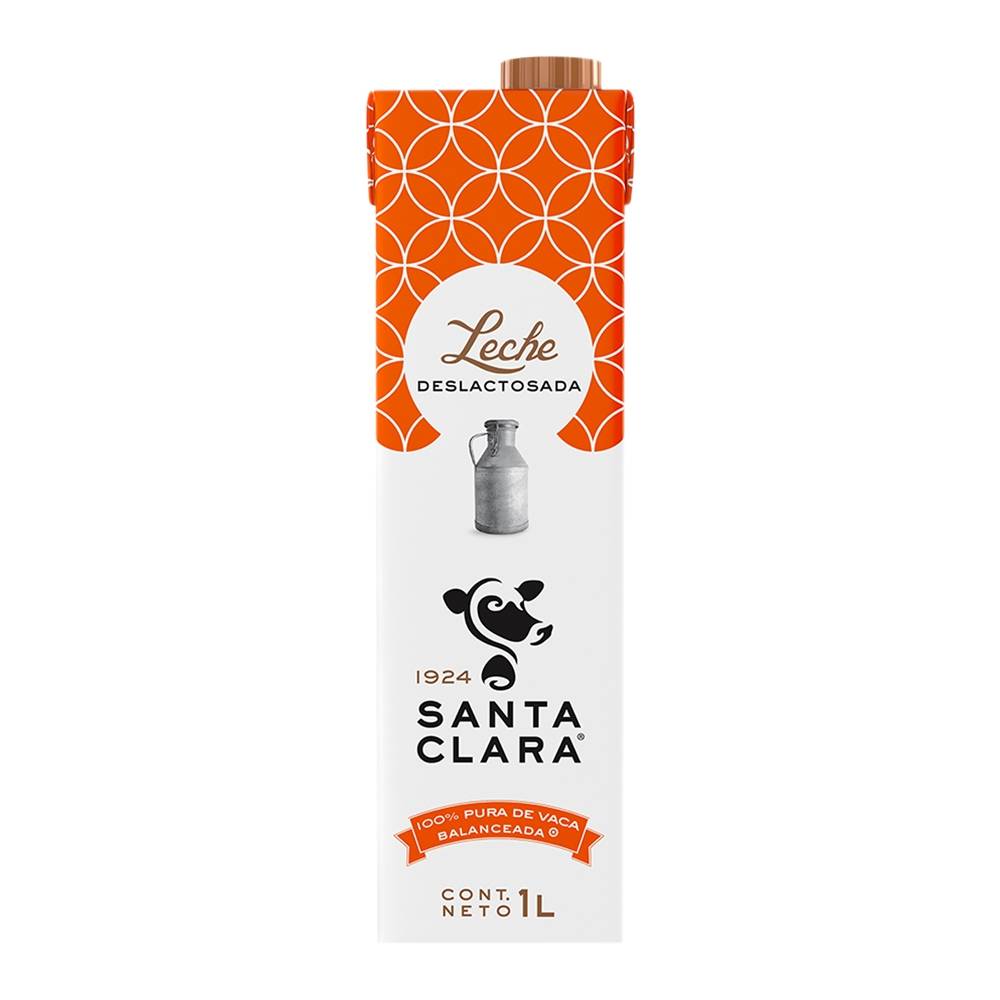 Leche
DESLACTOSADA
1924
SANTA
CLARA®
100% PURA DE VACA
BALANCEADA
CONT.
NETO 1L